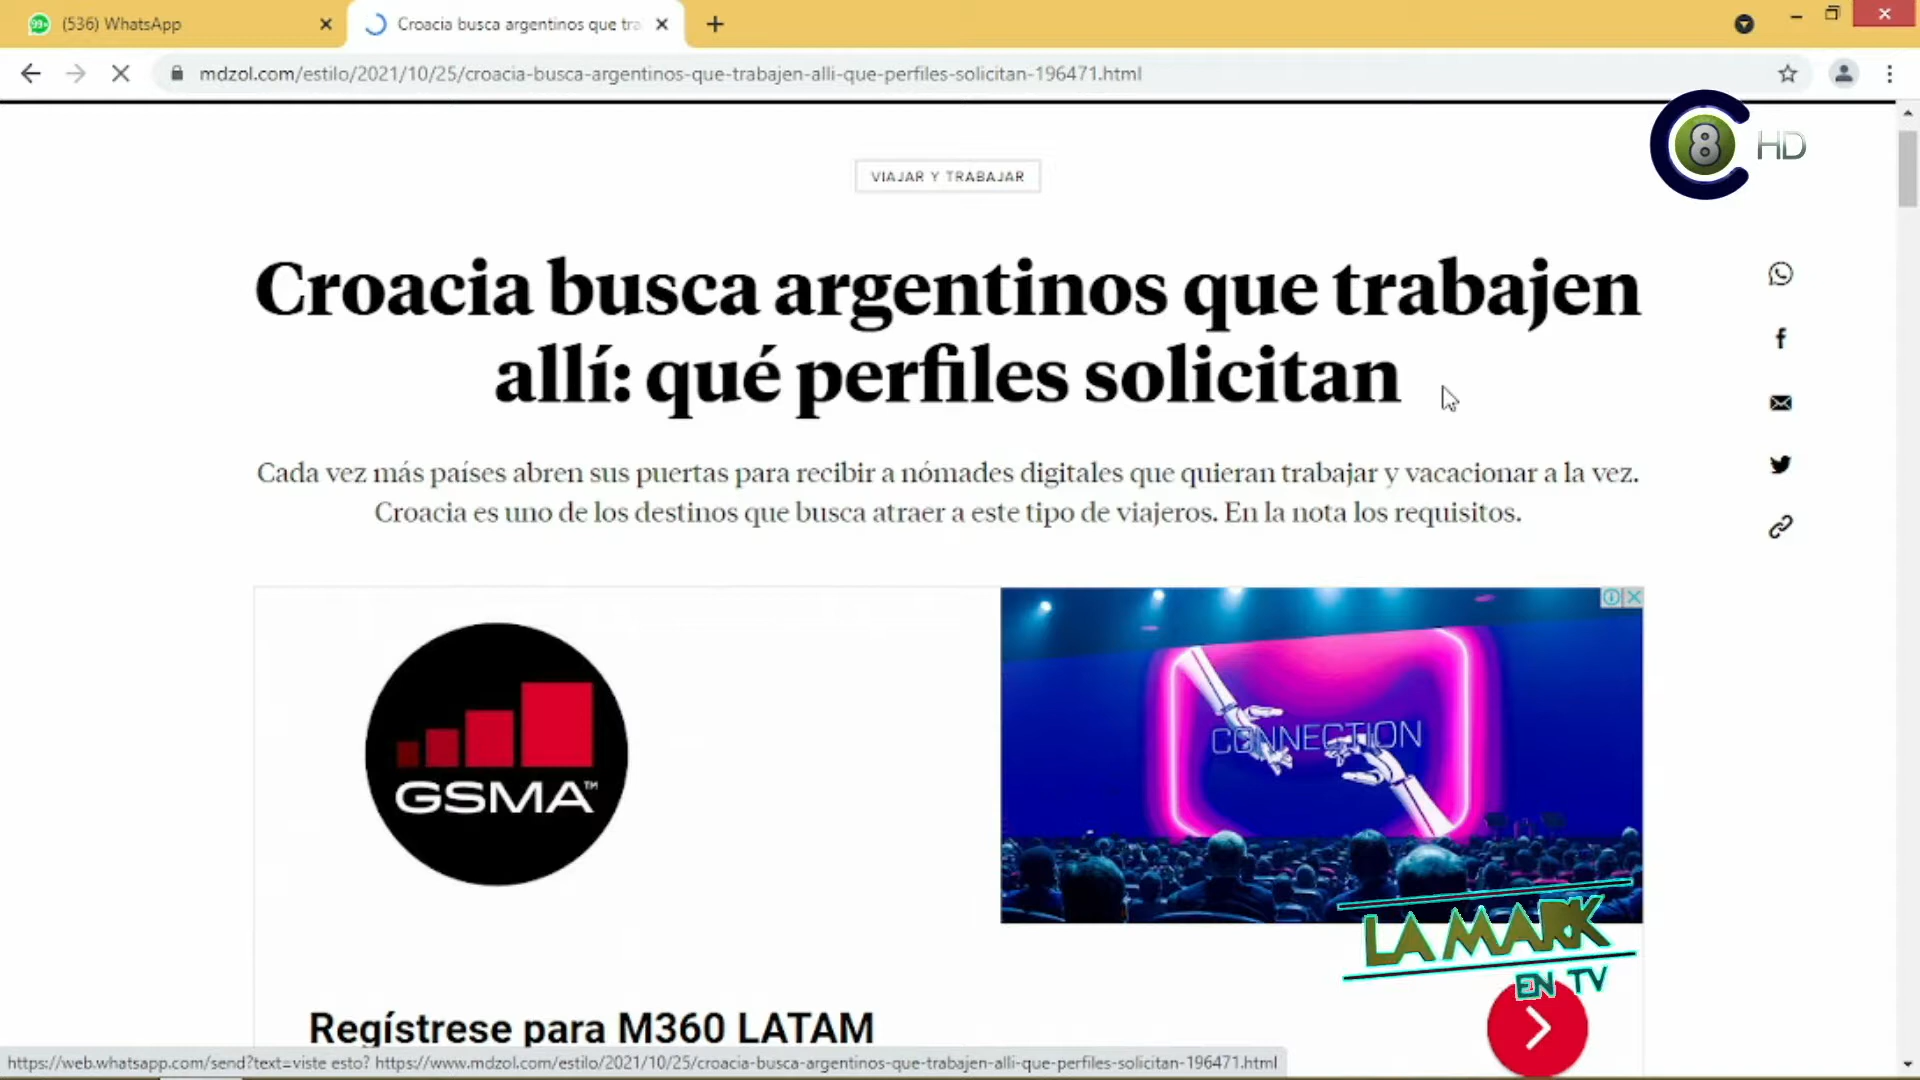 (536) WhatsApp
Croacia busca argentinos que tra
mdzol.com/estilo/2021/10/25/croacia-busca-argentinos-que-trabajen-alli-que-perfiles-solicitan-196471.html
C 8 HD
VIAJAR Y TRABAJAR
Croacia busca argentinos que trabajen
allí: qué perfiles solicitan
Cada vez más países abren sus puertas para recibir a nómades digitales que quieran trabajar y vacacionar a la vez.
Croacia es uno de los destinos que busca atraer a este tipo de viajeros. En la nota los requisitos.
GSMA™
CONNECTION
LA MARK
EN TV
Regístrese para M360 LATAM
https://web.whatsapp.com/send?text=viste esto? https://www.mdzol.com/estilo/2021/10/25/croacia-busca-argentinos-que-trabajen-alli-que-perfiles-solicitan-196471.html